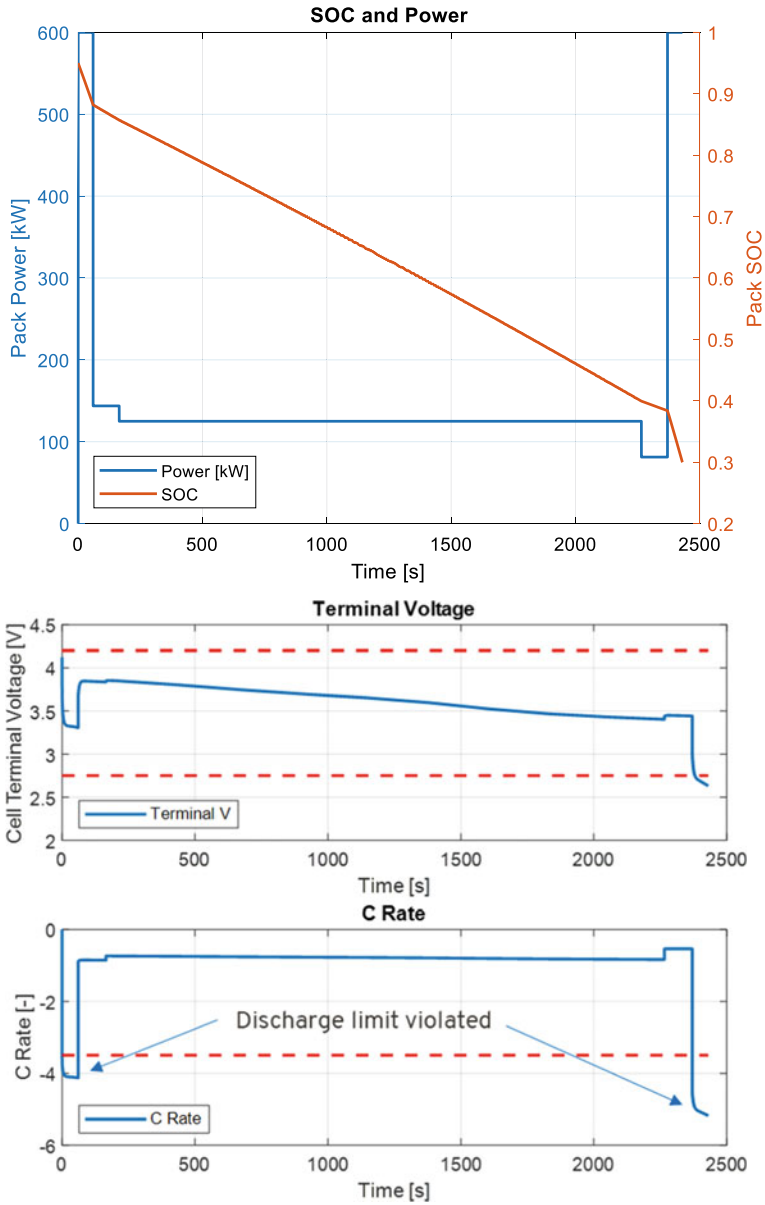 SOC and Power
600
500
400
300
200
100
0
Pack Power [kW]
1
0.9
0.8
0.7
0.6
0.5
0.4
0.3
0.2
Pack SOC
Power [kW]
SOC
0 500 1000 1500 2000 2500
Time [s]
Terminal Voltage
4.5
4
3.5
3
2.5
2
Cell Terminal Voltage [V]
Terminal V
0 500 1000 1500 2000 2500
Time [s]
C Rate
0
-2
-4
-6
C Rate [-]
Discharge limit violated
C Rate
0 500 1000 1500 2000 2500
Time [s]